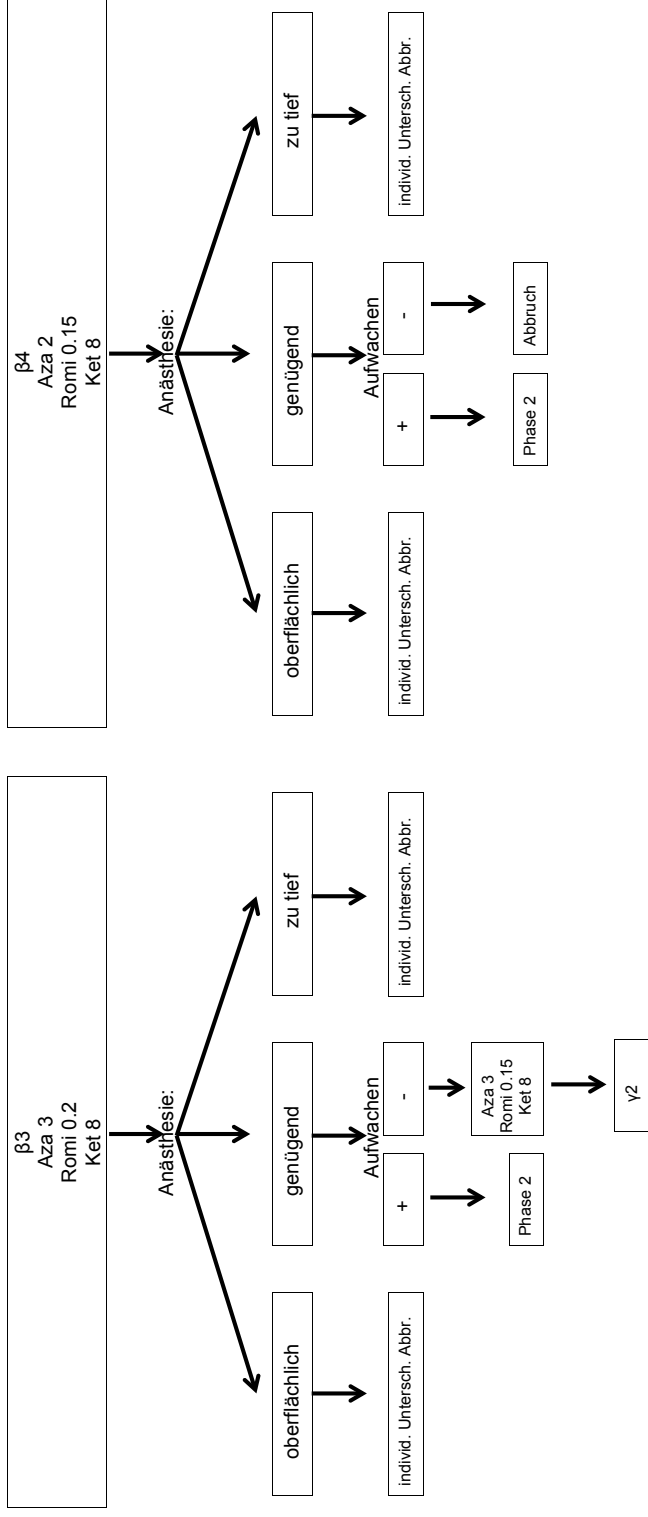 β3
Aza 3
Romi 0.2
Ket 8
Anästhesie:
oberflächlich
genügend
zu tief
individ. Untersch. Abbr.
Aufwachen
individ. Untersch. Abbr.
+
-
Phase 2
Aza 3
Romi 0.15
Ket 8
γ2
β4
Aza 2
Romi 0.15
Ket 8
Anästhesie:
oberflächlich
genügend
zu tief
individ. Untersch. Abbr.
Aufwachen
individ. Untersch. Abbr.
+
-
Phase 2
Abbruch